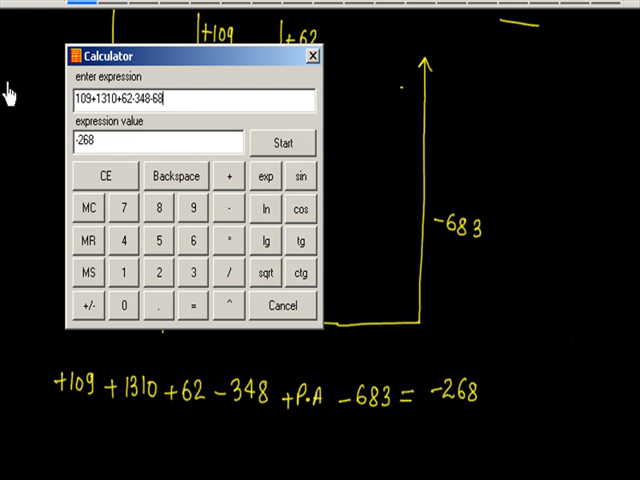 +109
+62
Calculator
enter expression
109+1310+62-348-68
expression value
-268
Start
CE
Backspace
+
exp
sin
MC
7
8
9
-
ln
cos
MR
4
5
6
*
lg
tg
MS
1
2
3
/
sqrt
ctg
+/-
0
.
=
^
Cancel
-683
+109 +1310 +62 -348 +P.A -683 = -268